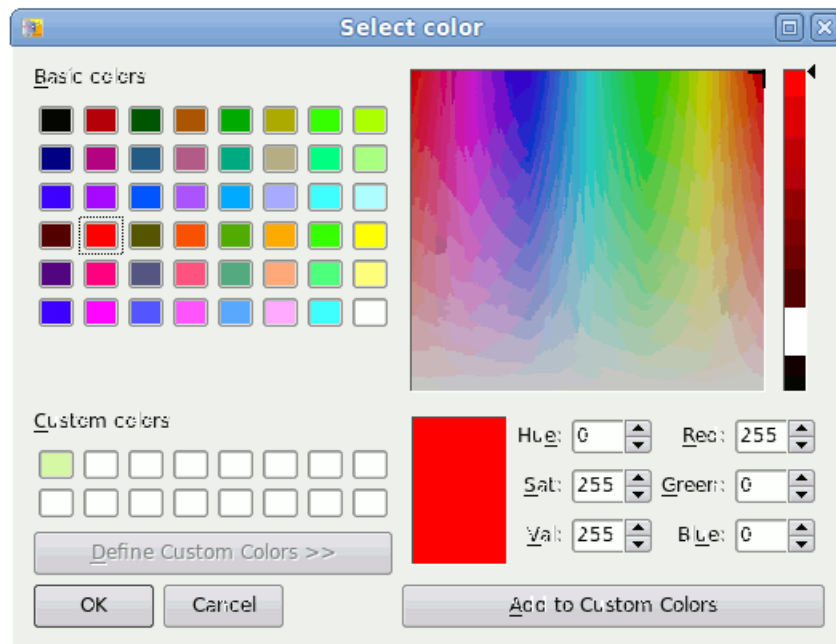 Select color
Basic colors
Custom colors
Hue: 0 Red: 255
Sat: 255 Green: 0
Val: 255 Blue: 0
Define Custom Colors >>
OK Cancel Add to Custom Colors